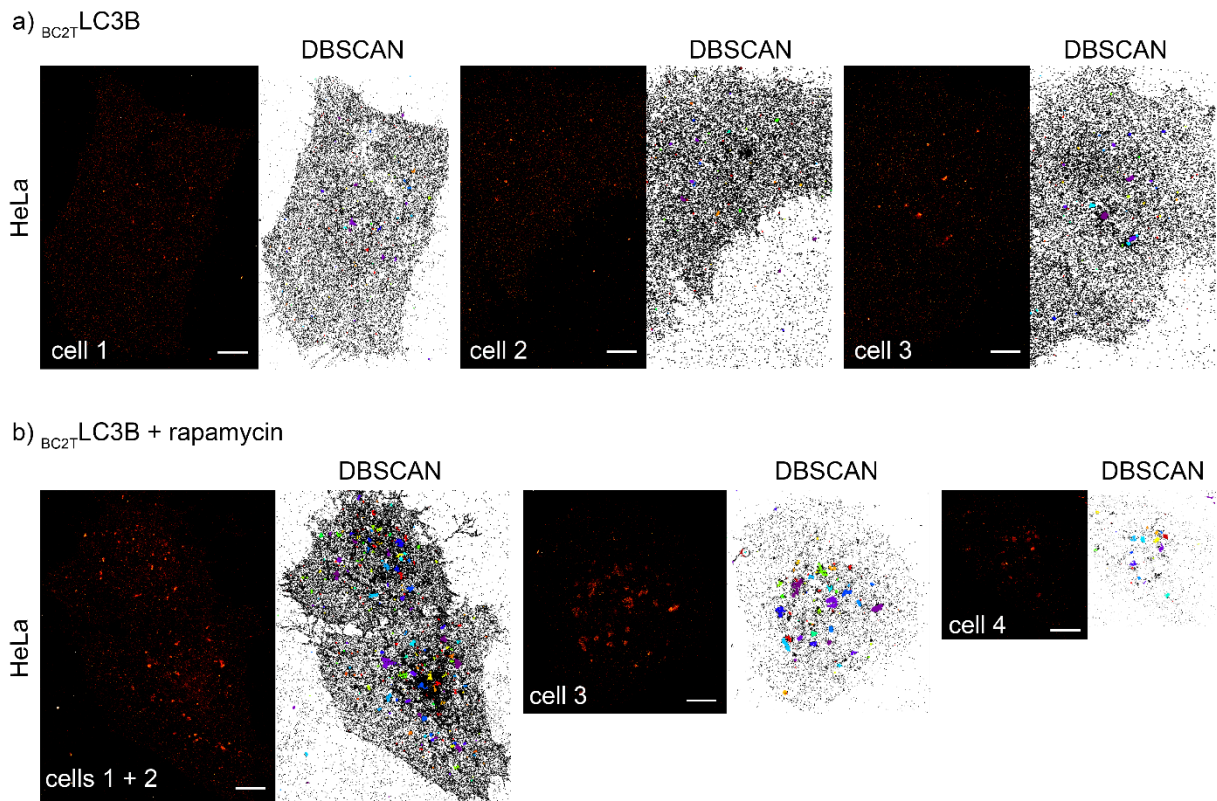 a) BC2TLC3B
DBSCAN DBSCAN DBSCAN
HeLa
cell 1 cell 2 cell 3
b) BC2TLC3B + rapamycin
DBSCAN DBSCAN DBSCAN
HeLa
cells 1 + 2 cell 3 cell 4